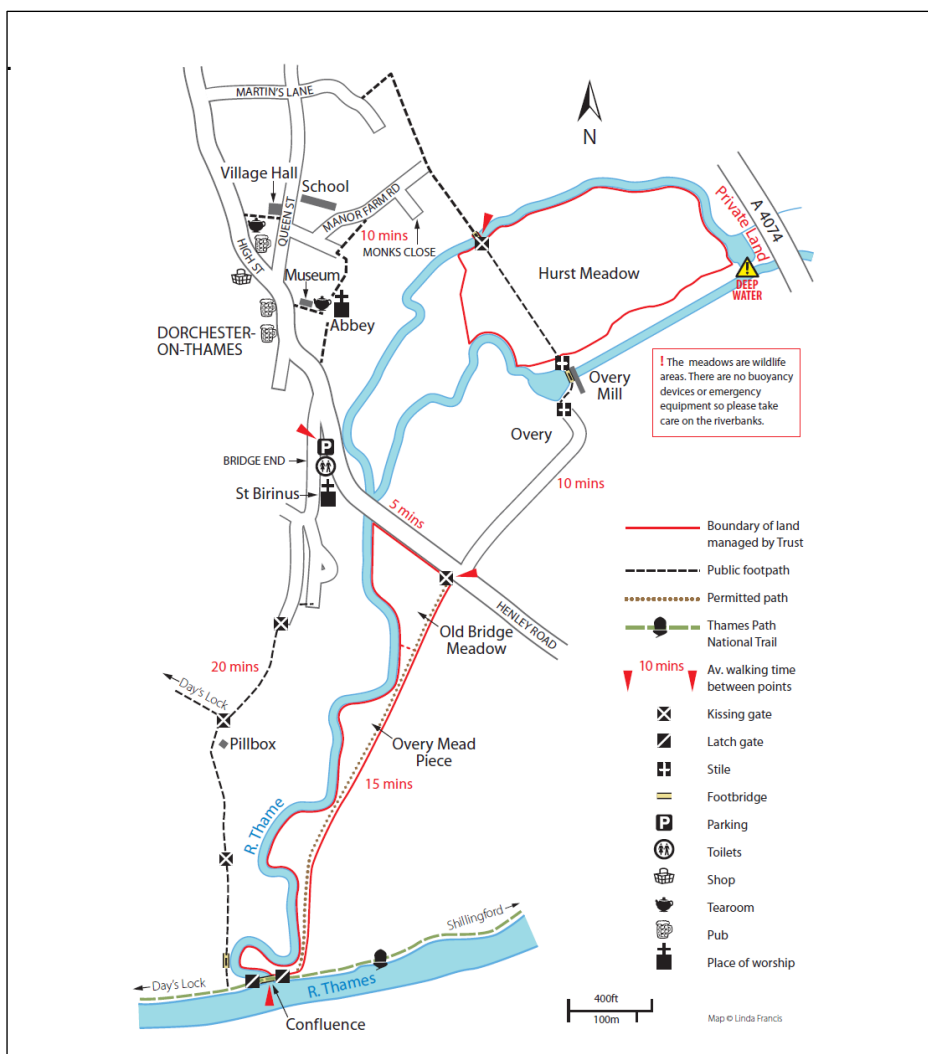 MARTIN'S LANE
N
Village Hall
School
QUEEN ST
MANOR FARM RD
10 mins
MONKS CLOSE
HIGH ST
Museum
Abbey
DORCHESTER-
ON-THAMES
Hurst Meadow
Private Land
A 4074
DEEP
WATER
! The meadows are wildlife
areas. There are no buoyancy
devices or emergency
equipment so please take
care on the riverbanks.
Overy
Mill
Overy
P
BRIDGE END
St Birinus
5 mins
10 mins
HENLEY ROAD
Old Bridge
Meadow
20 mins
Day's Lock
Pillbox
Overy Mead
Piece
15 mins
R. Thame
Shillingford
Day's Lock
R. Thames
Confluence
Boundary of land
managed by Trust
Public footpath
Permitted path
Thames Path
National Trail
10 mins
Av. walking time
between points
Kissing gate
Latch gate
Stile
Footbridge
P
Parking
Toilets
Shop
Tearoom
Pub
Place of worship
400ft
100m
Map © Linda Francis